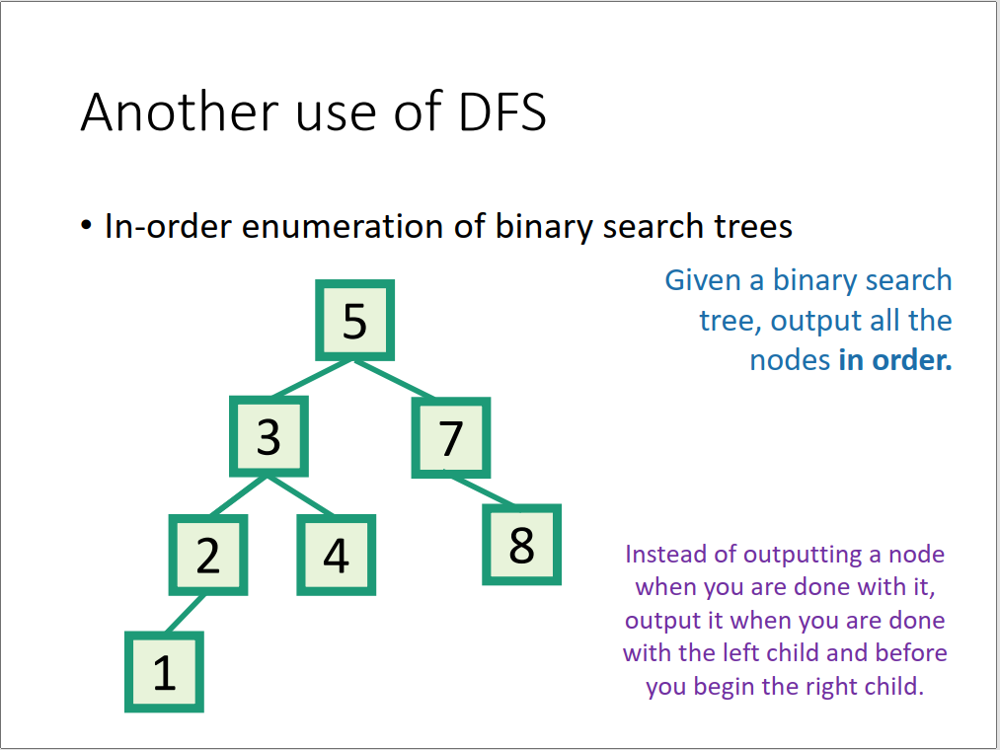 Another use of DFS
• In-order enumeration of binary search trees
Given a binary search
tree, output all the
nodes in order.
5
3
7
2
4
8
1
Instead of outputting a node
when you are done with it,
output it when you are done
with the left child and before
you begin the right child.